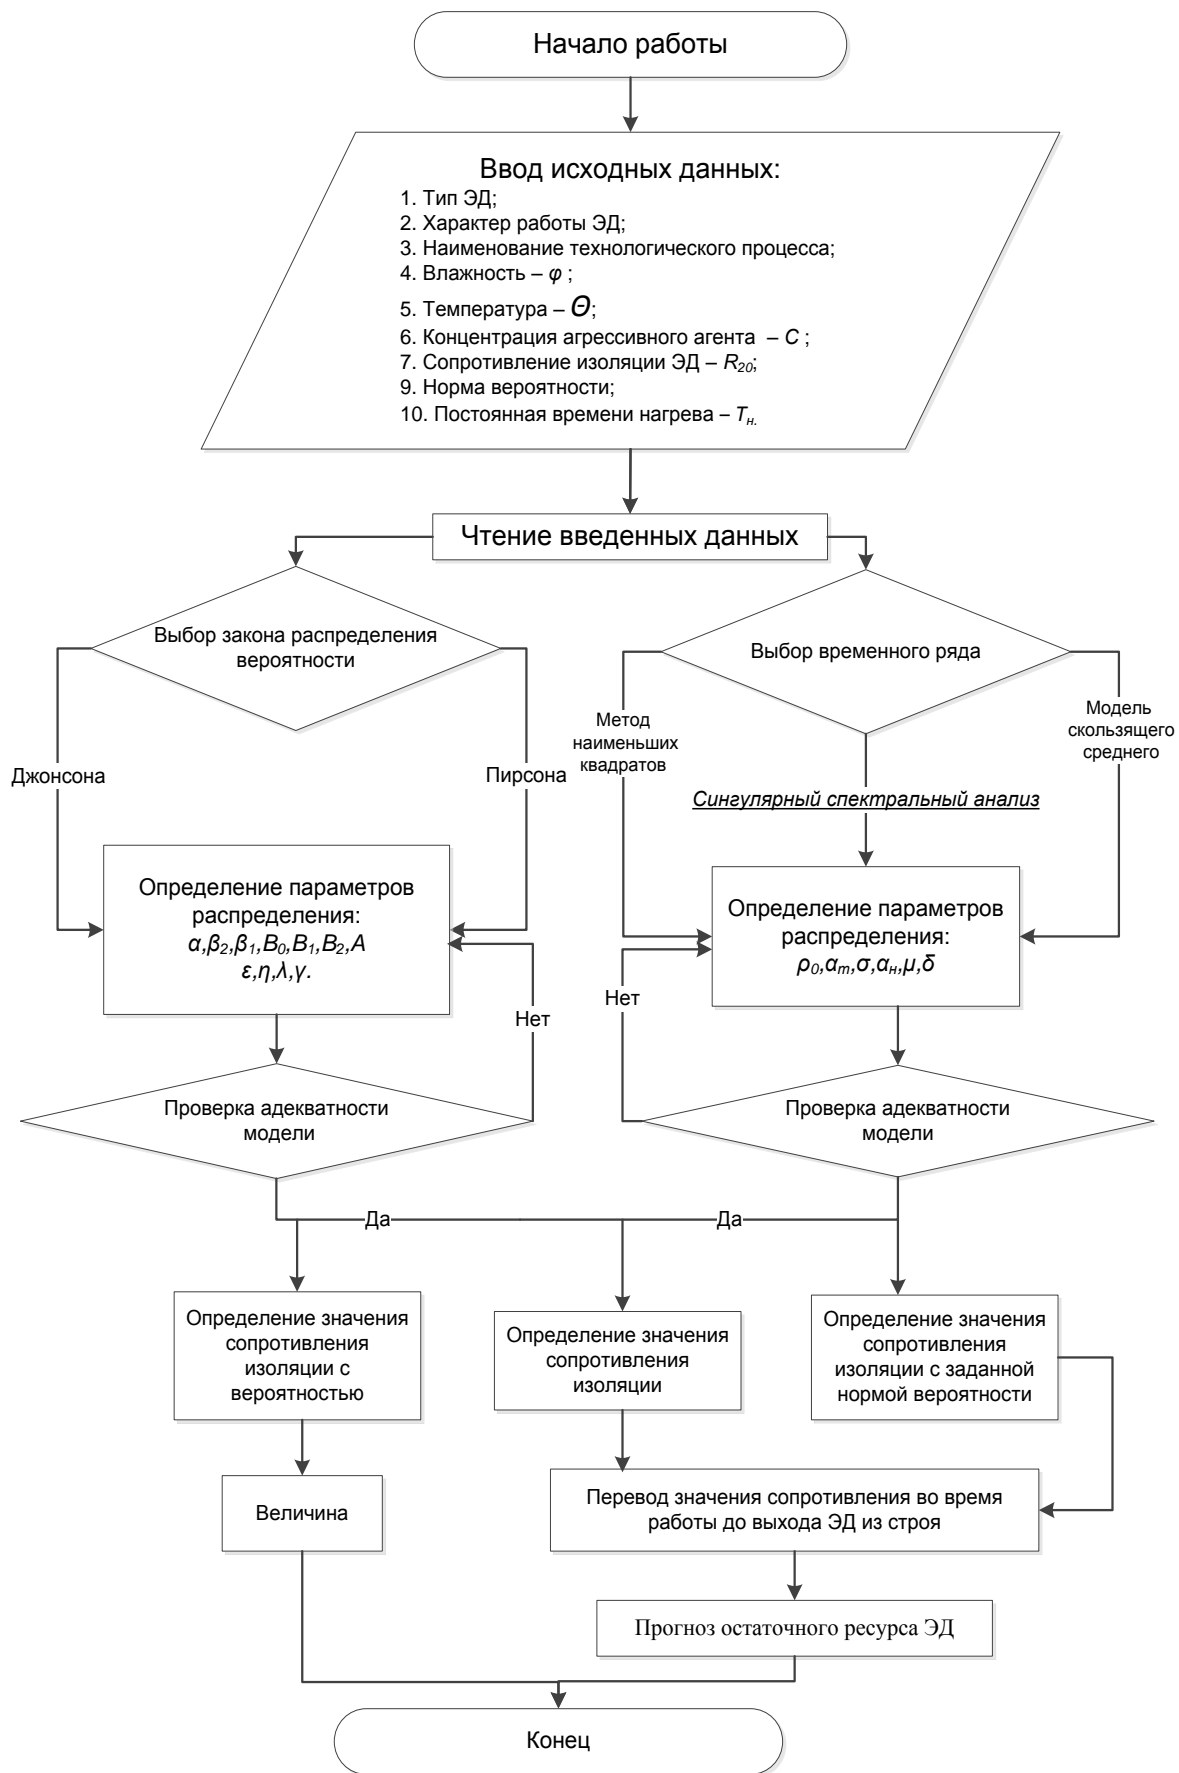 Начало работы
Ввод исходных данных:
1. Тип ЭД;
2. Характер работы ЭД;
3. Наименование технологического процесса;
4. Влажность – φ ;
5. Температура – Θ;
6. Концентрация агрессивного агента – C ;
7. Сопротивление изоляции ЭД – R₂₀;
9. Норма вероятности;
10. Постоянная времени нагрева – Tн.
Чтение введенных данных
Выбор закона распределения
вероятности
Выбор временного ряда
Джонсона
Пирсона
Метод
наименьших
квадратов
Модель
скользящего
среднего
Сингулярный спектральный анализ
Определение параметров
распределения:
α,β₂,β₁,B₀,B₁,B₂,A
ε,η,λ,γ.
Определение параметров
распределения:
ρ₀,αm,σ,αн,μ,δ
Нет
Нет
Проверка адекватности
модели
Проверка адекватности
модели
Да
Да
Определение значения
сопротивления
изоляции с
вероятностью
Определение значения
сопротивления
изоляции
Определение значения
сопротивления
изоляции с заданной
нормой вероятности
Величина
Перевод значения сопротивления во время
работы до выхода ЭД из строя
Прогноз остаточного ресурса ЭД
Конец